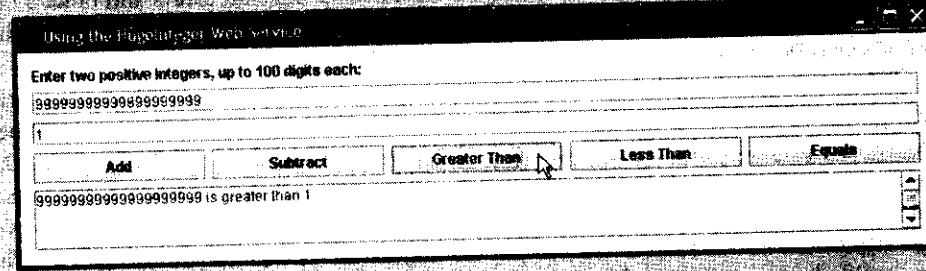 Using the HugeInteger Web Service
Enter two positive integers, up to 100 digits each:
99999999999999999999
1
Add Subtract Greater Than Less Than Equals
99999999999999999999 is greater than 1